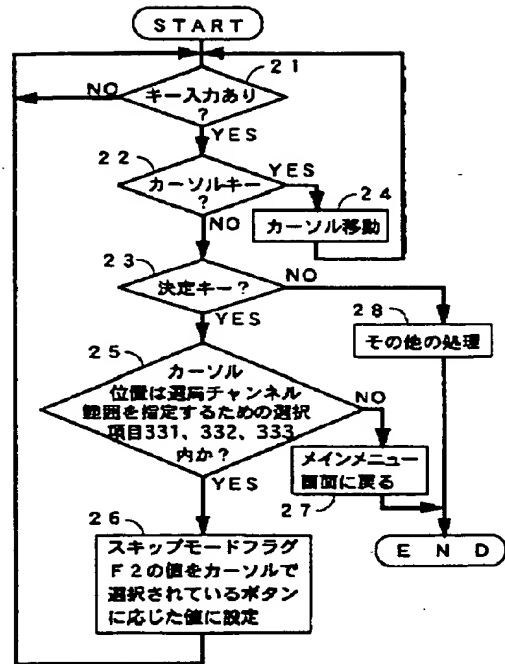 START
21
キー入力あり
?
NO
YES
22
カーソルキー
?
YES
24
カーソル移動
NO
23
決定キー?
NO
YES
28
その他の処理
25
カーソル
位置は選局チャンネル
範囲を指定するための選択
項目331、332、333
内か?
NO
メインメニュー
画面に戻る
27
YES
26
スキップモードフラグ
F2の値をカーソルで
選択されているボタン
に応じた値に設定
END